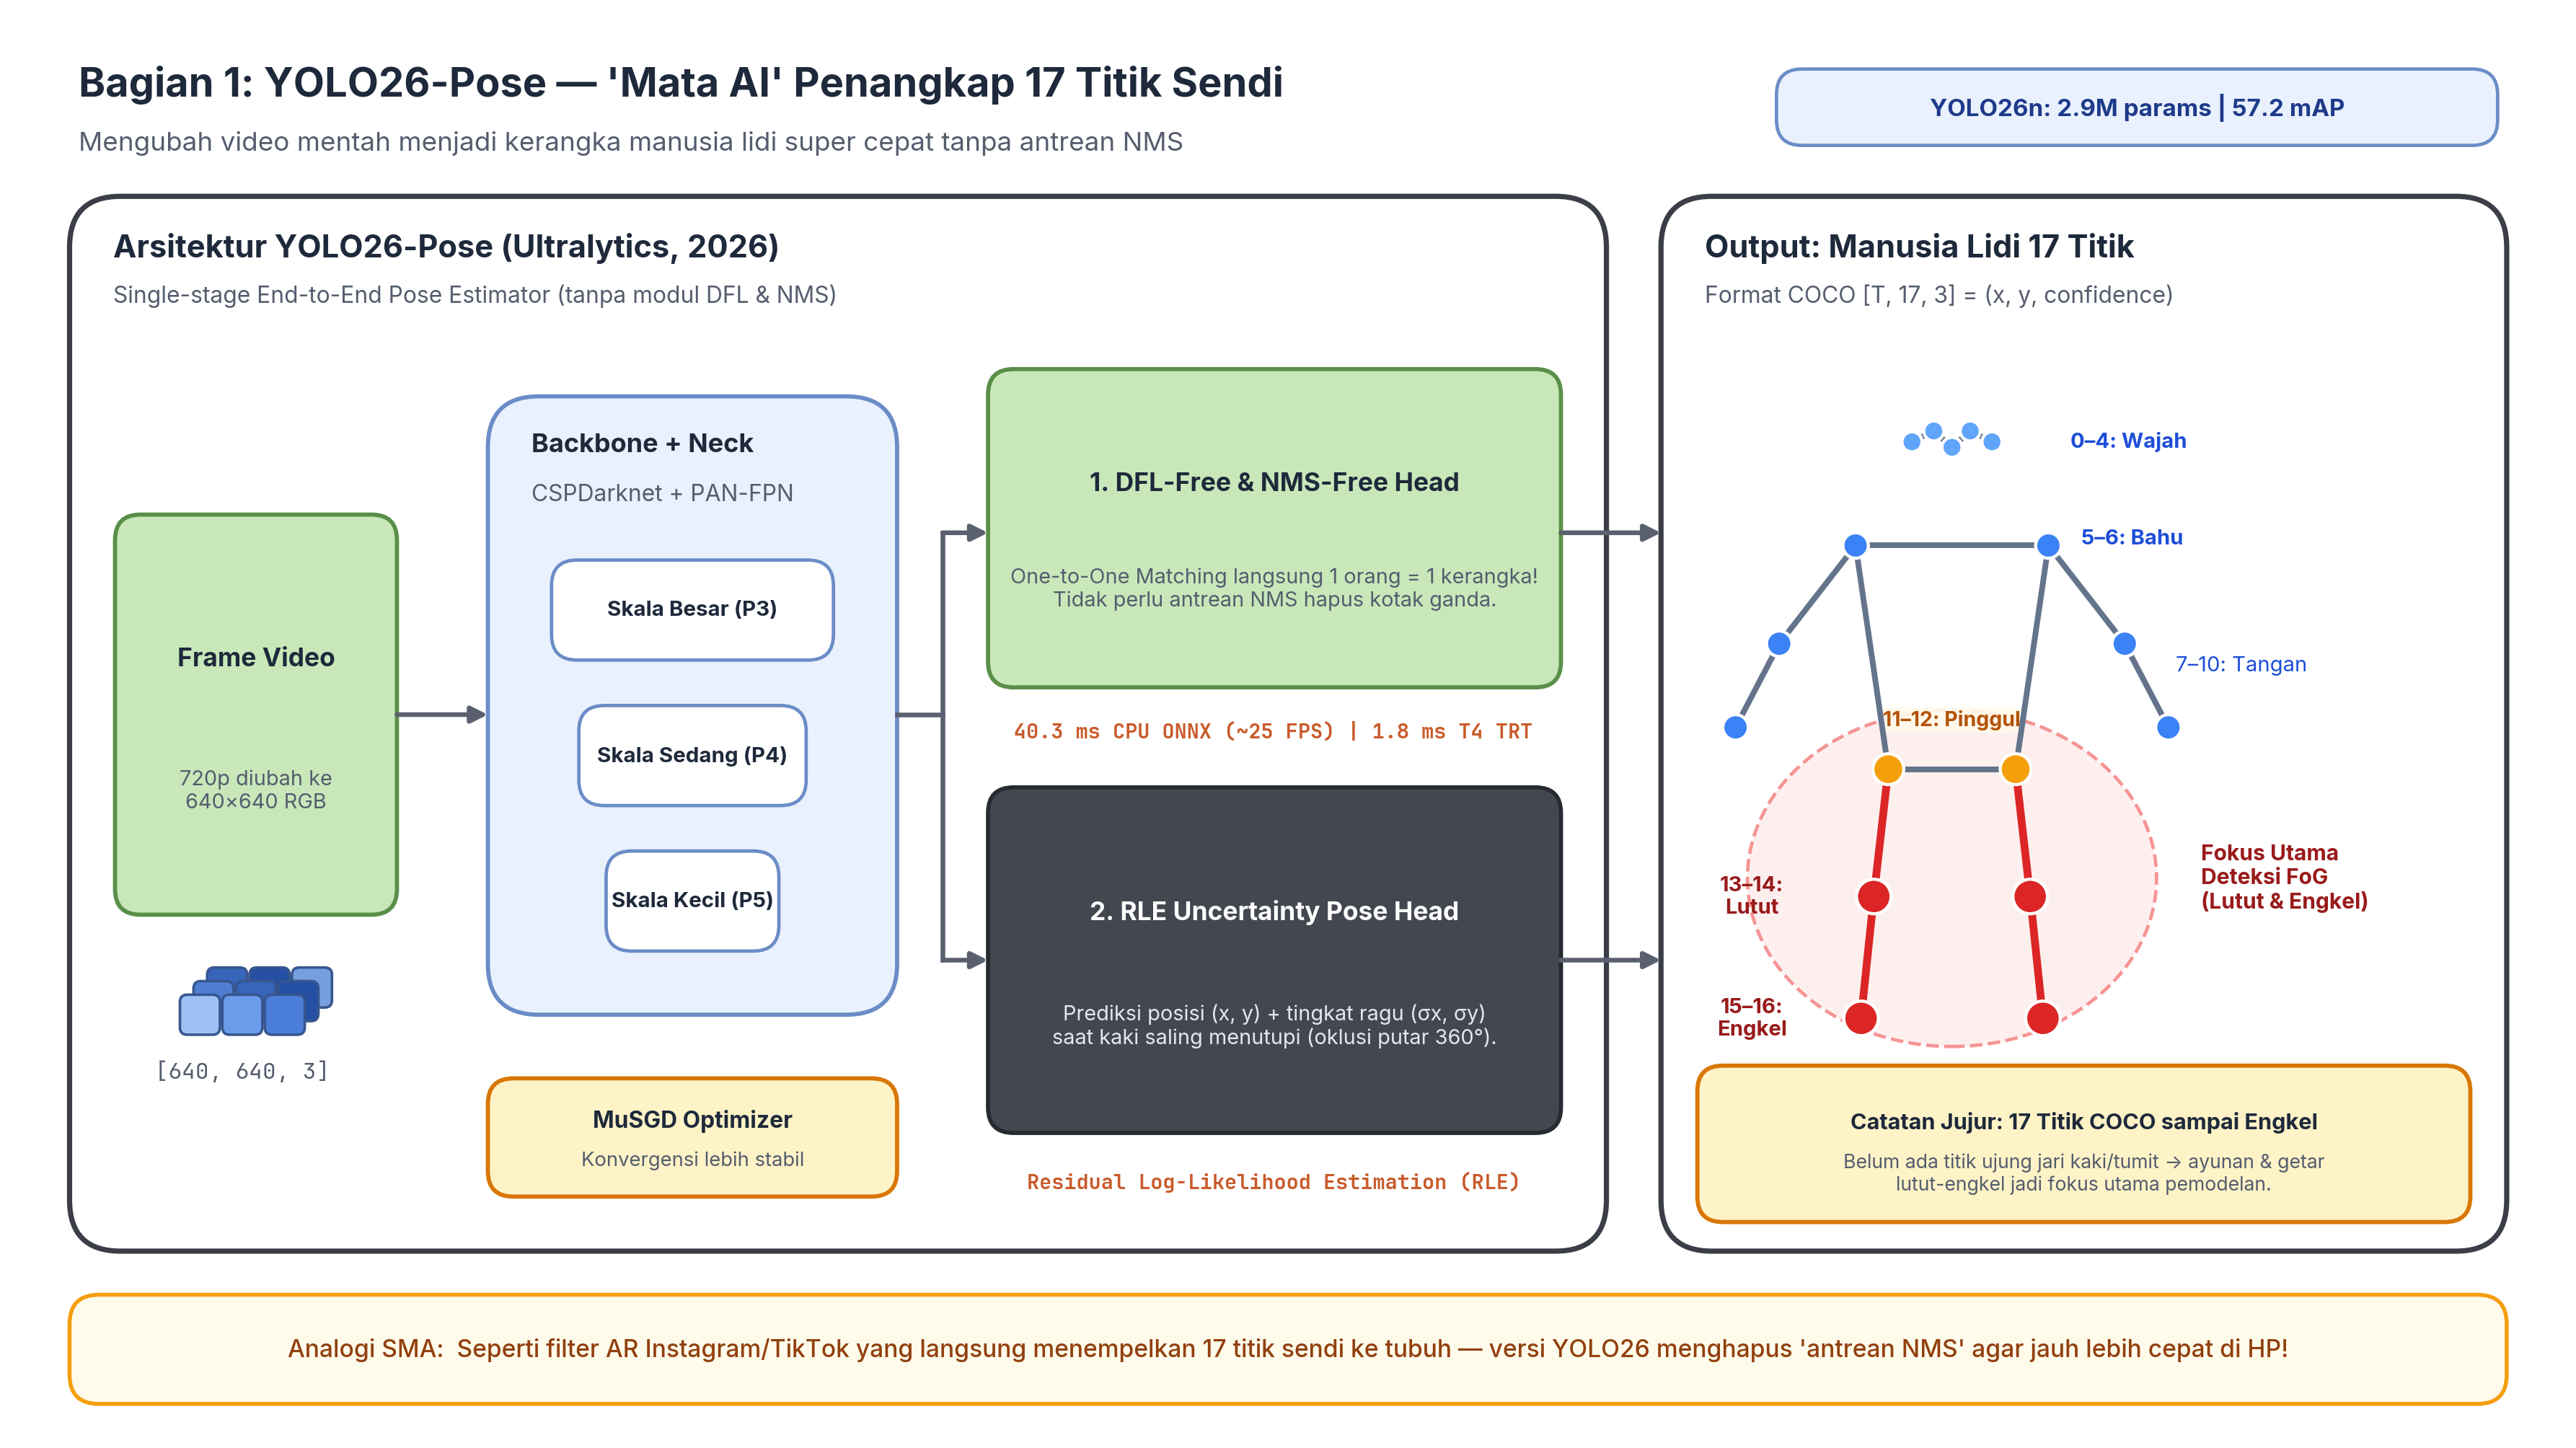 Bagian 1: YOLO26-Pose — 'Mata AI' Penangkap 17 Titik Sendi
Mengubah video mentah menjadi kerangka manusia lidi super cepat tanpa antrean NMS
YOLO26n: 2.9M params | 57.2 mAP
Arsitektur YOLO26-Pose (Ultralytics, 2026)
Single-stage End-to-End Pose Estimator (tanpa modul DFL & NMS)
Frame Video
720p diubah ke
640×640 RGB
[640, 640, 3]
Backbone + Neck
CSPDarknet + PAN-FPN
Skala Besar (P3)
Skala Sedang (P4)
Skala Kecil (P5)
MuSGD Optimizer
Konvergensi lebih stabil
1. DFL-Free & NMS-Free Head
One-to-One Matching langsung 1 orang = 1 kerangka!
Tidak perlu antrean NMS hapus kotak ganda.
40.3 ms CPU ONNX (~25 FPS) | 1.8 ms T4 TRT
2. RLE Uncertainty Pose Head
Prediksi posisi (x, y) + tingkat ragu (σx, σy)
saat kaki saling menutupi (oklusi putar 360°).
Residual Log-Likelihood Estimation (RLE)
Output: Manusia Lidi 17 Titik
Format COCO [T, 17, 3] = (x, y, confidence)
0–4: Wajah
5–6: Bahu
7–10: Tangan
11–12: Pinggul
13–14:
Lutut
Fokus Utama
Deteksi FoG
(Lutut & Engkel)
15–16:
Engkel
Catatan Jujur: 17 Titik COCO sampai Engkel
Belum ada titik ujung jari kaki/tumit → ayunan & getar
lutut-engkel jadi fokus utama pemodelan.
Analogi SMA:  Seperti filter AR Instagram/TikTok yang langsung menempelkan 17 titik sendi ke tubuh — versi YOLO26 menghapus 'antrean NMS' agar jauh lebih cepat di HP!